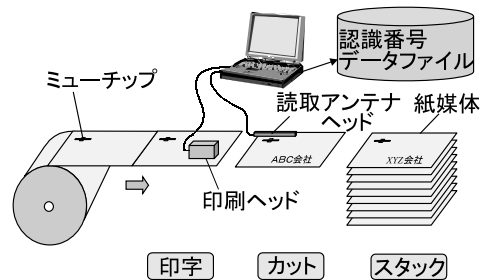 認識番号
データファイル
ミューチップ
読取アンテナ
ヘッド
紙媒体
ABC会社
XYZ会社
印刷ヘッド
印字
カット
スタック